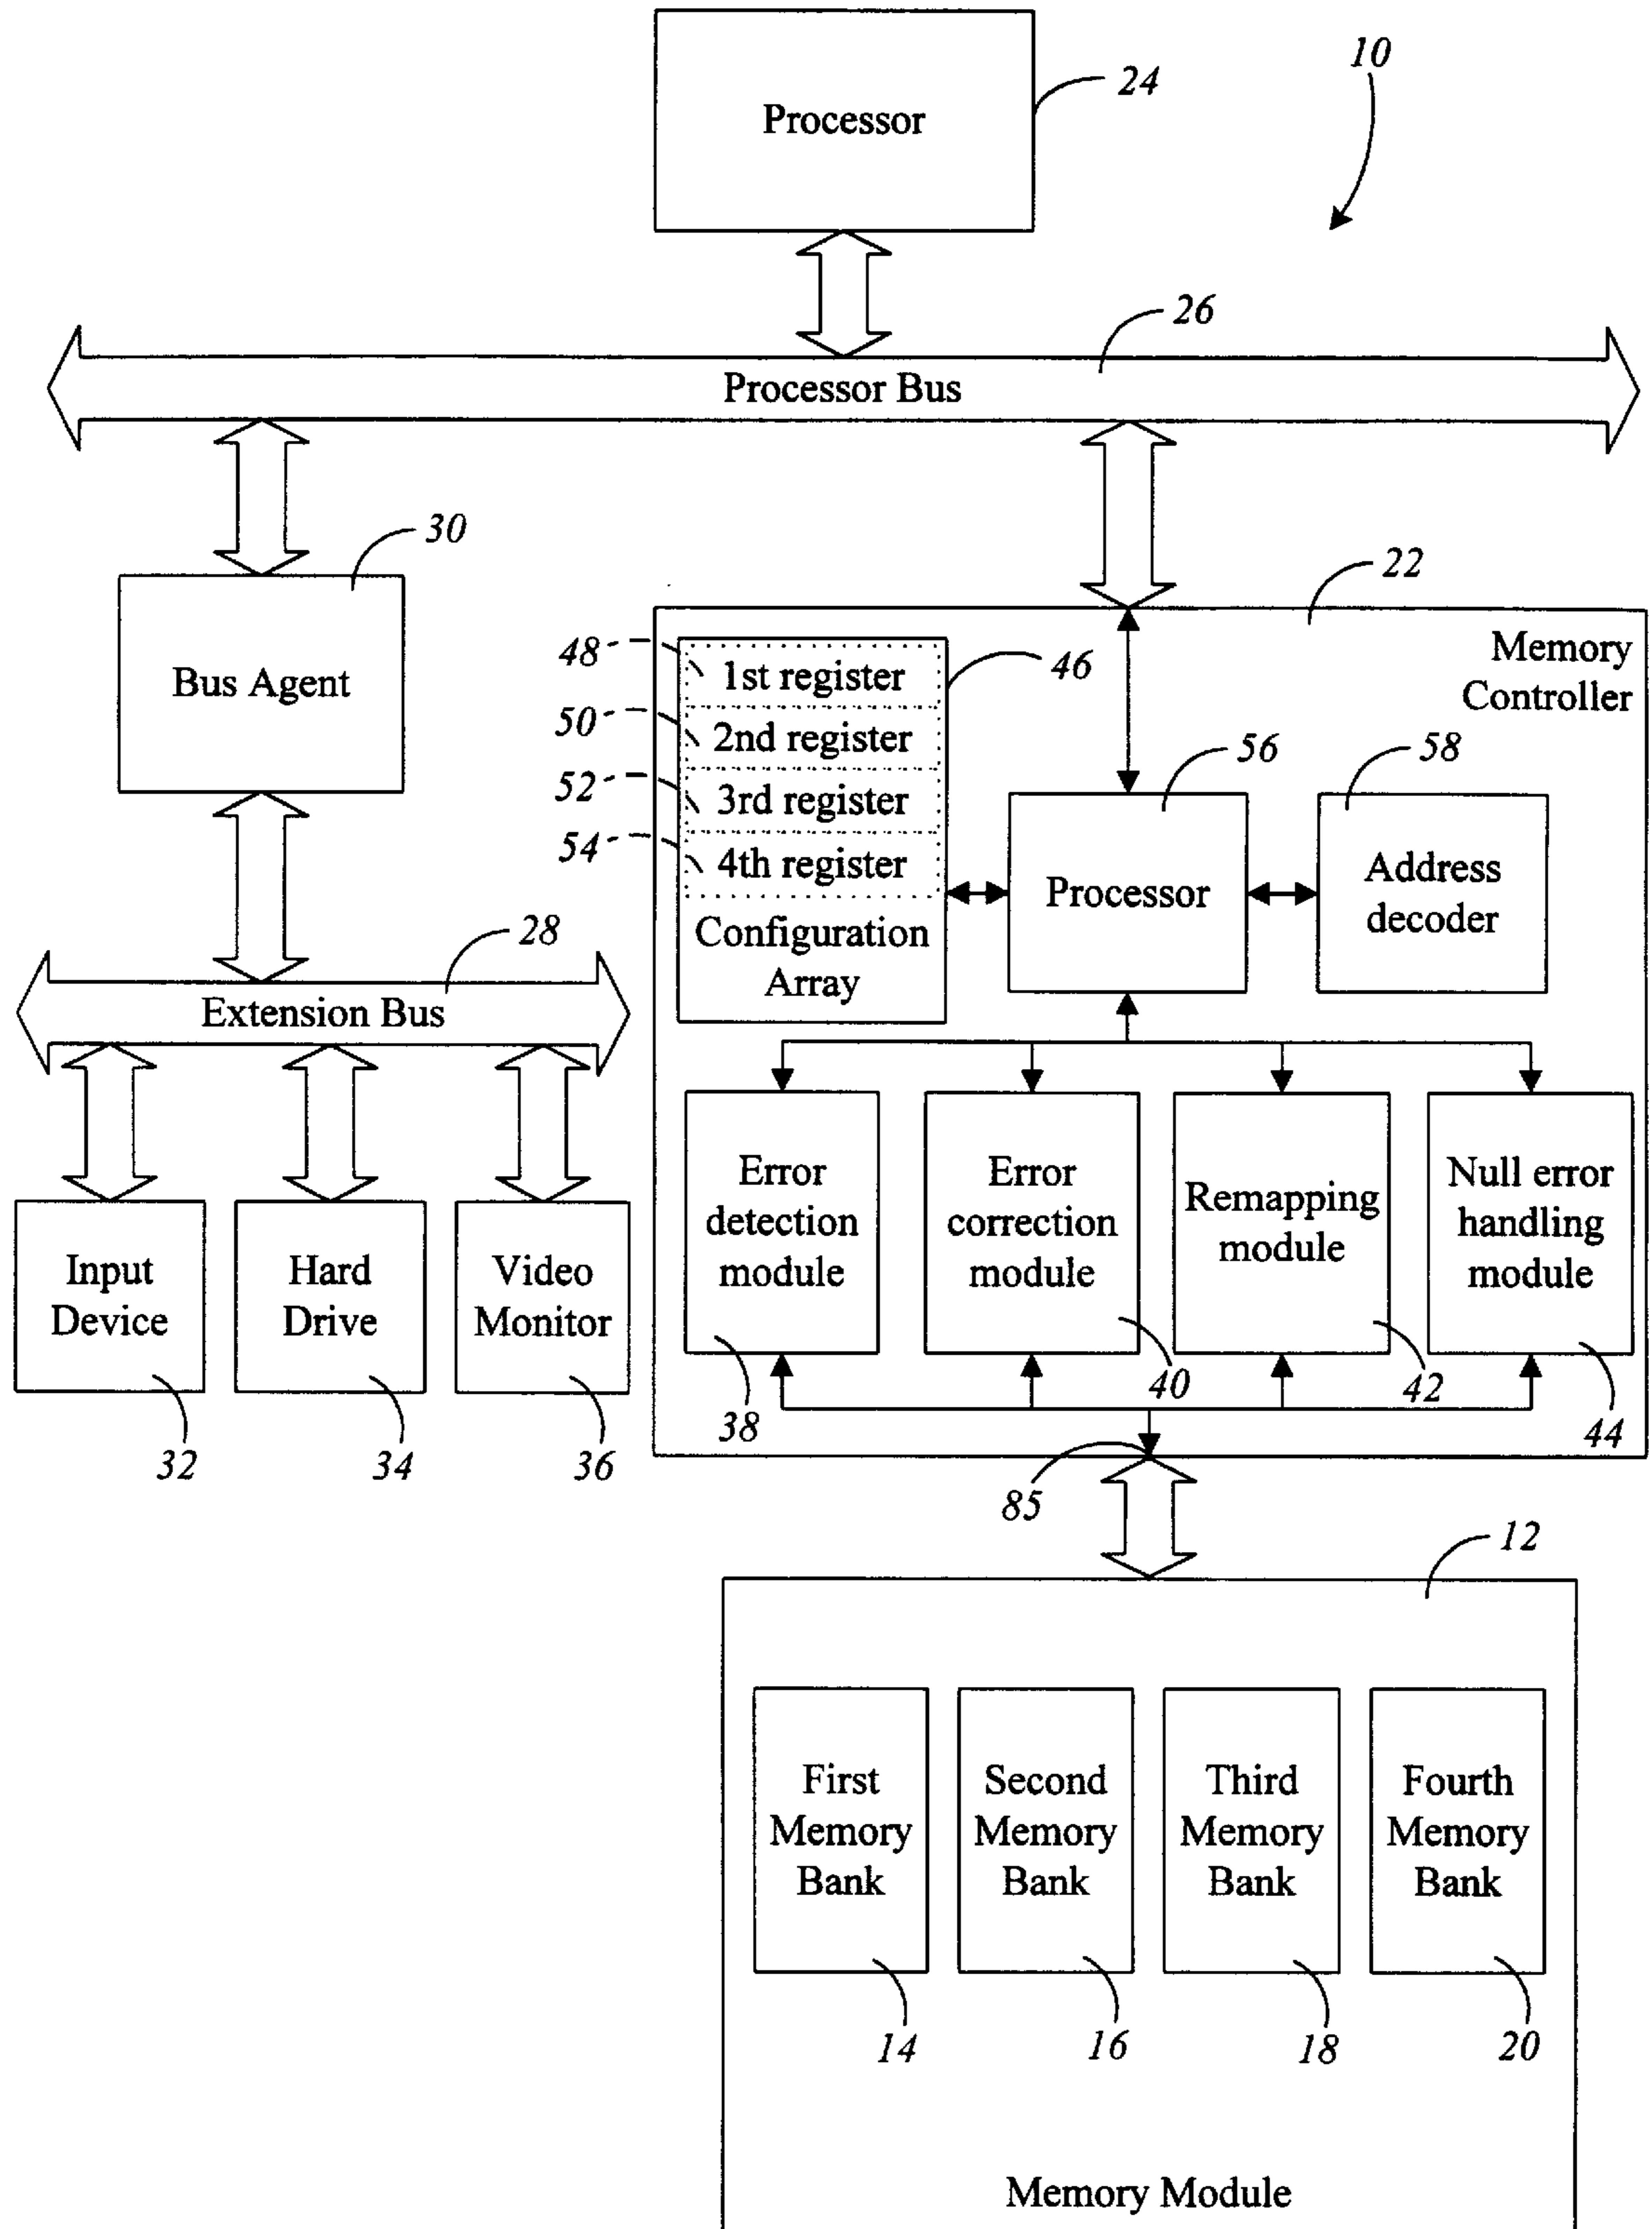 10
24
Processor
26
Processor Bus
30
Bus Agent
22
Memory
Controller
48
1st register
46
50
2nd register
52
3rd register
54
4th register
Configuration
Array
56
Processor
58
Address
decoder
28
Extension Bus
Input
Device
32
Hard
Drive
34
Video
Monitor
36
Error
detection
module
38
Error
correction
module
40
Remapping
module
42
Null error
handling
module
44
85
12
First
Memory
Bank
14
Second
Memory
Bank
16
Third
Memory
Bank
18
Fourth
Memory
Bank
20
Memory Module